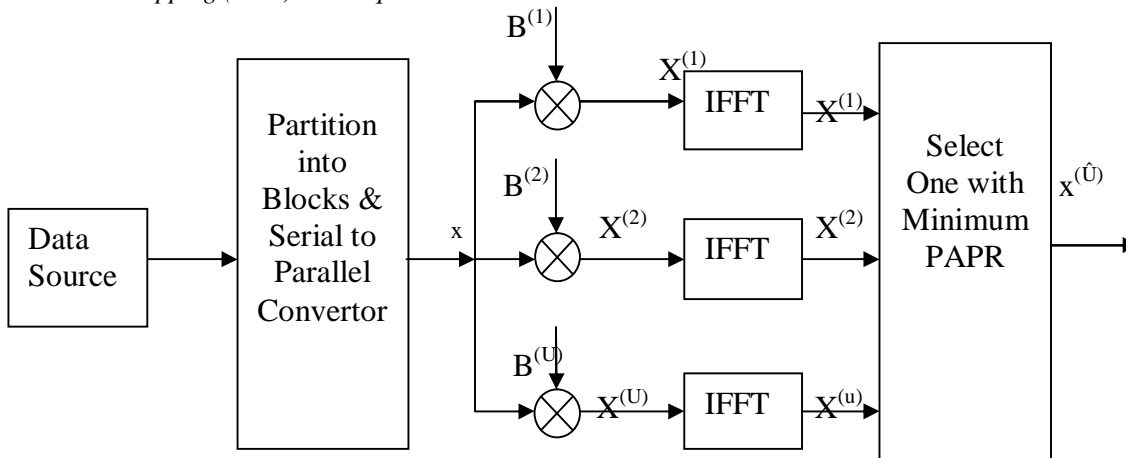 B(1)
X(1)
IFFT
X(1)
Partition
into
Blocks &
Serial to
Parallel
Convertor
Select
One with
Minimum
PAPR
x(Û)
B(2)
Data
Source
x
X(2)
IFFT
X(2)
B(U)
X(U)
IFFT
X(u)